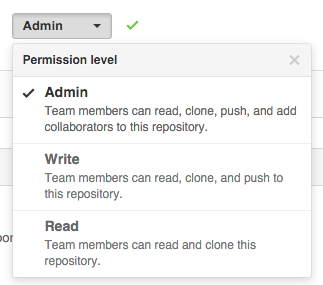 Admin
Permission level
Admin
Team members can read, clone, push, and add
collaborators to this repository.
Write
Team members can read, clone, and push to
this repository.
Read
Team members can read and clone this
repository.